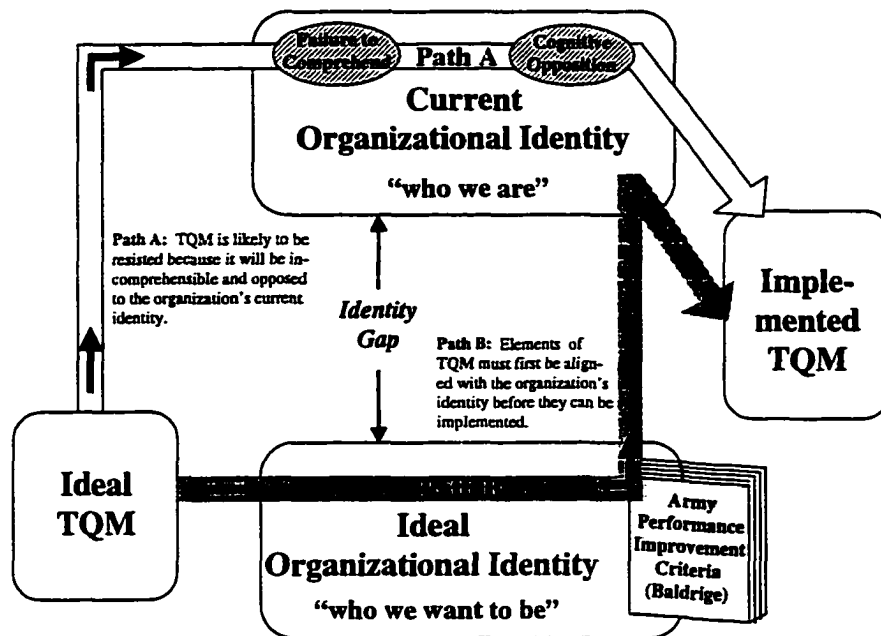 Failure to
Comprehend
Path A
Cognitive
Opposition
Current
Organizational Identity
“who we are”
Path A: TQM is likely to be
resisted because it will be in-
comprehensible and opposed
to the organization's current
identity.
Identity
Gap
Path B: Elements of
TQM must first be align-
ed with the organization's
identity before they can be
implemented.
Imple-
mented
TQM
Ideal
TQM
Ideal
Organizational Identity
“who we want to be”
Army
Performance
Improvement
Criteria
(Baldrige)